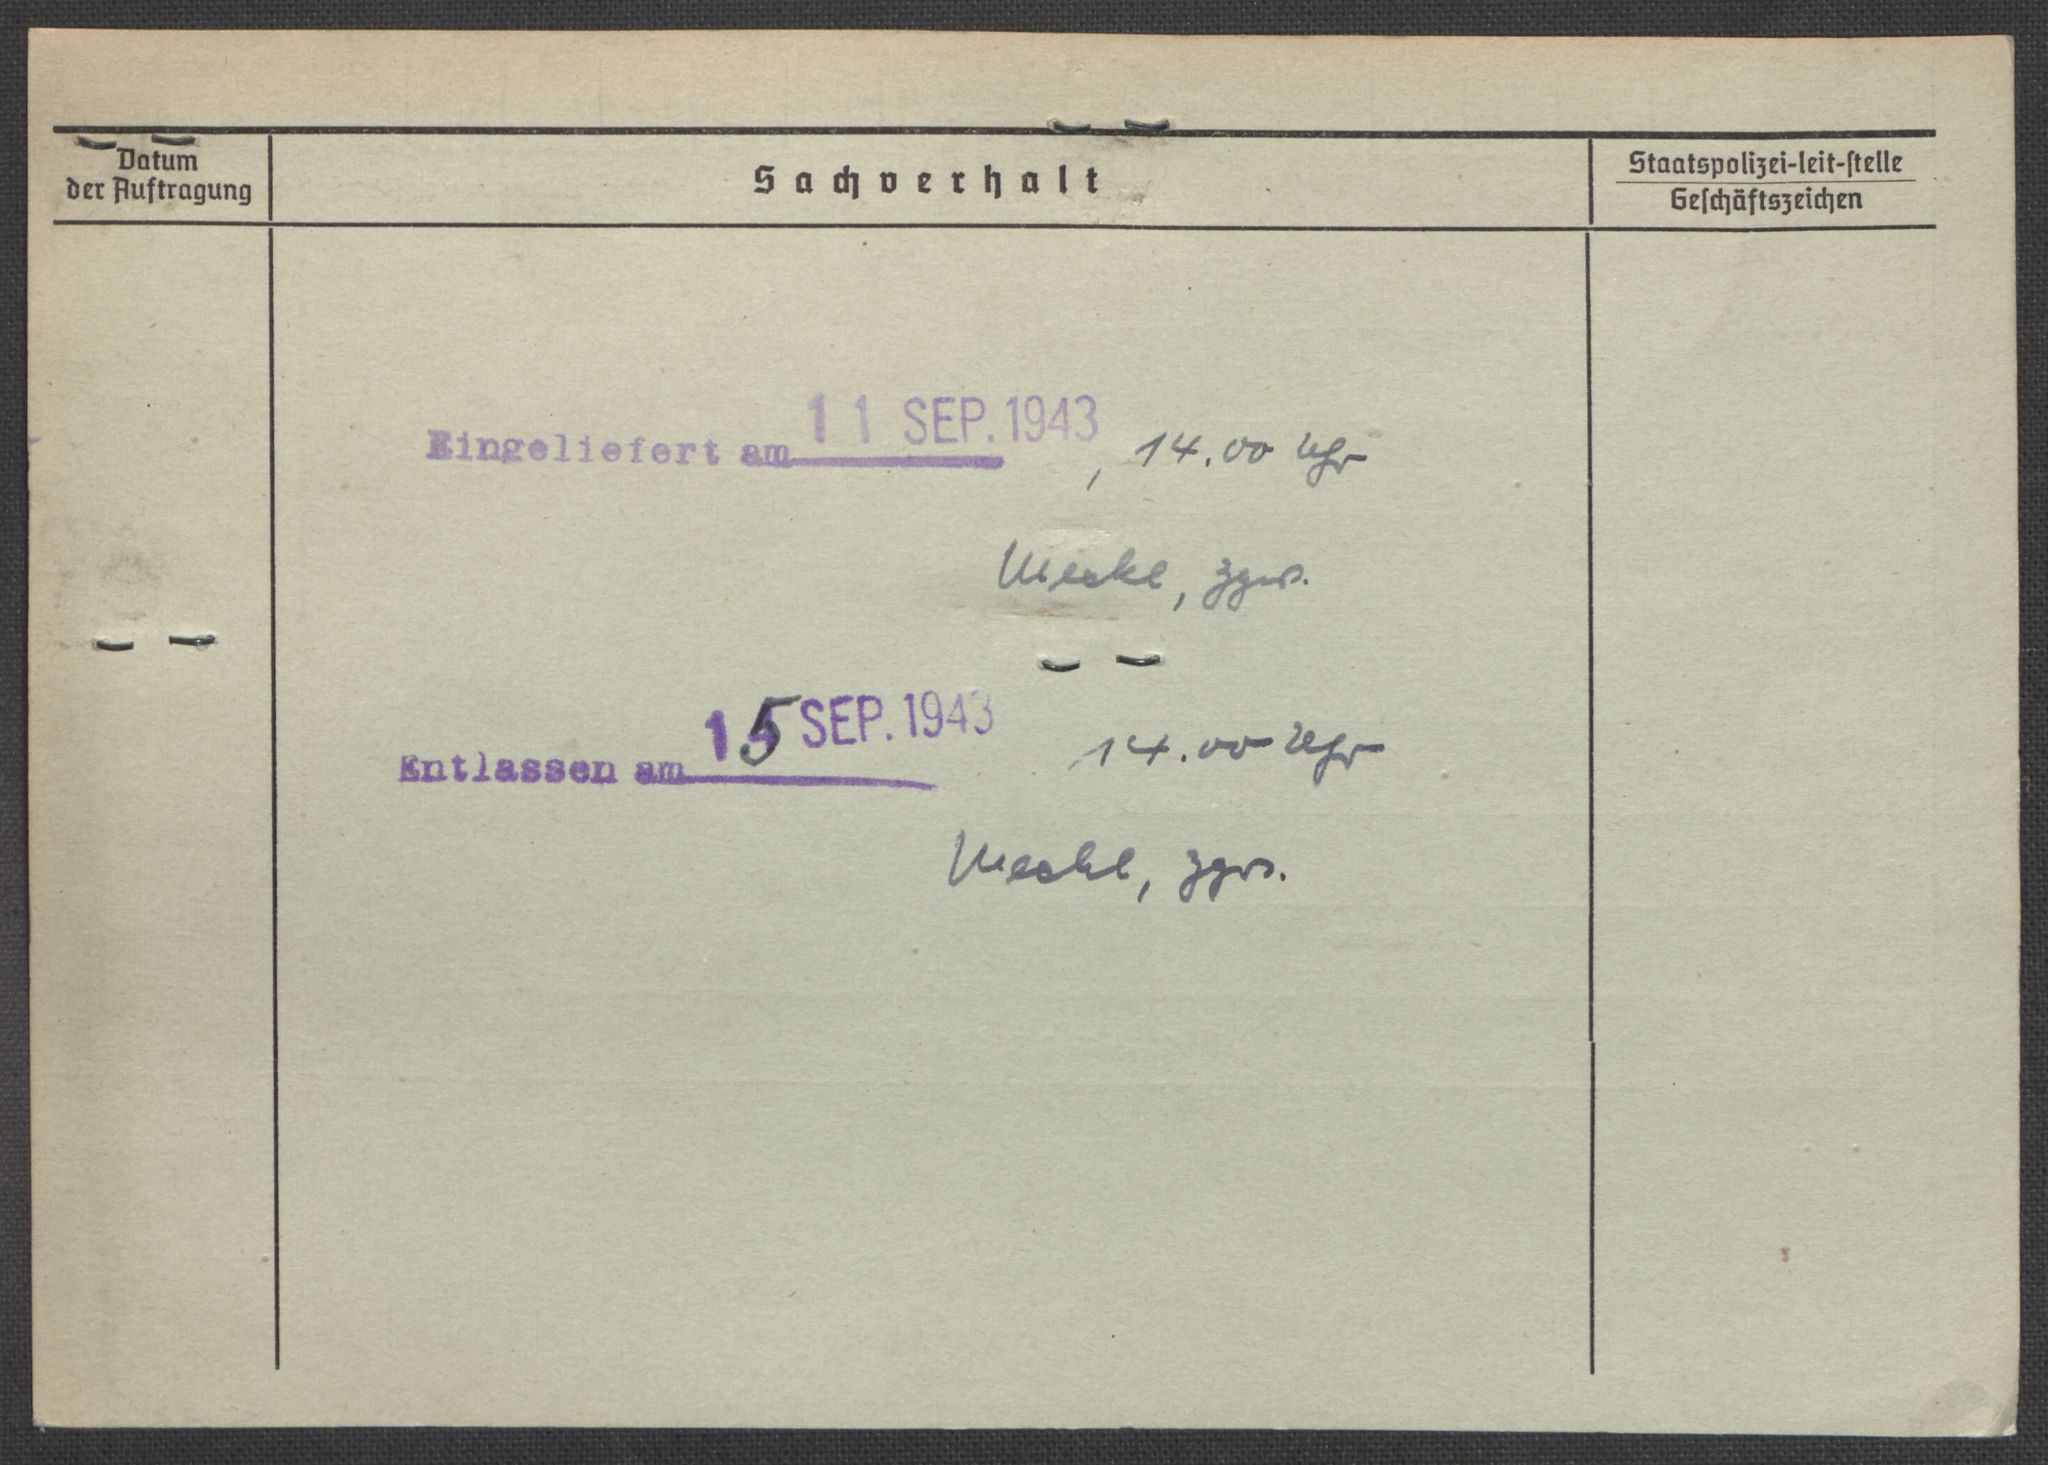 Datum
der Auftragung
Sachverhalt
Staatspolizei-leit-stelle
Geschäftszeichen
Eingeliefert am 11 SEP. 1943, 14.00 Uhr
Entlassen am 15 SEP. 1943 14.00 Uhr